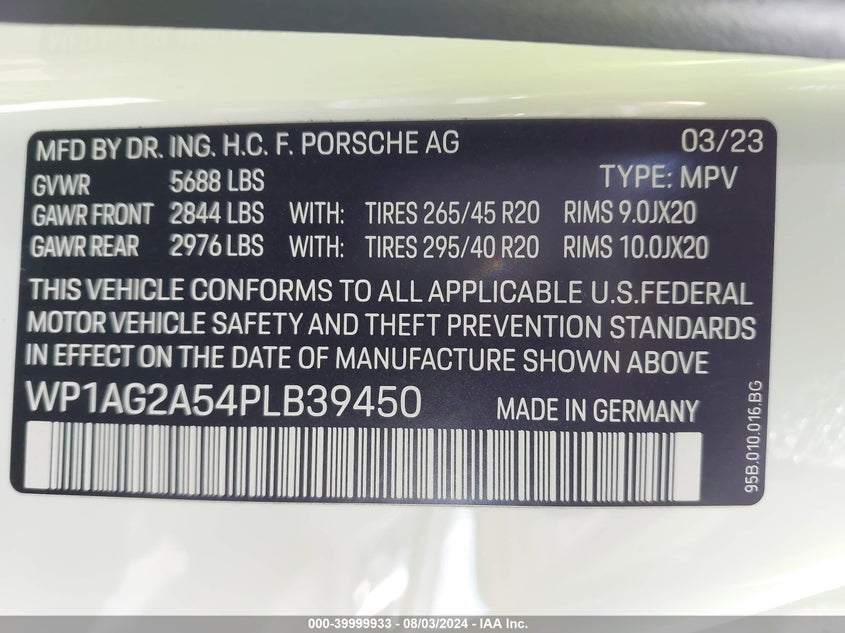 MFD BY DR. ING. H.C. F. PORSCHE AG 03/23
GVWR 5688 LBS TYPE: MPV
GAWR FRONT 2844 LBS WITH: TIRES 265/45 R20 RIMS 9.0JX20
GAWR REAR 2976 LBS WITH: TIRES 295/40 R20 RIMS 10.0JX20
THIS VEHICLE CONFORMS TO ALL APPLICABLE U.S.FEDERAL
MOTOR VEHICLE SAFETY AND THEFT PREVENTION STANDARDS
IN EFFECT ON THE DATE OF MANUFACTURE SHOWN ABOVE
WP1AG2A54PLB39450 MADE IN GERMANY
95B.010.016.BG
000-39999933 - 08/03/2024 - IAAI Inc.